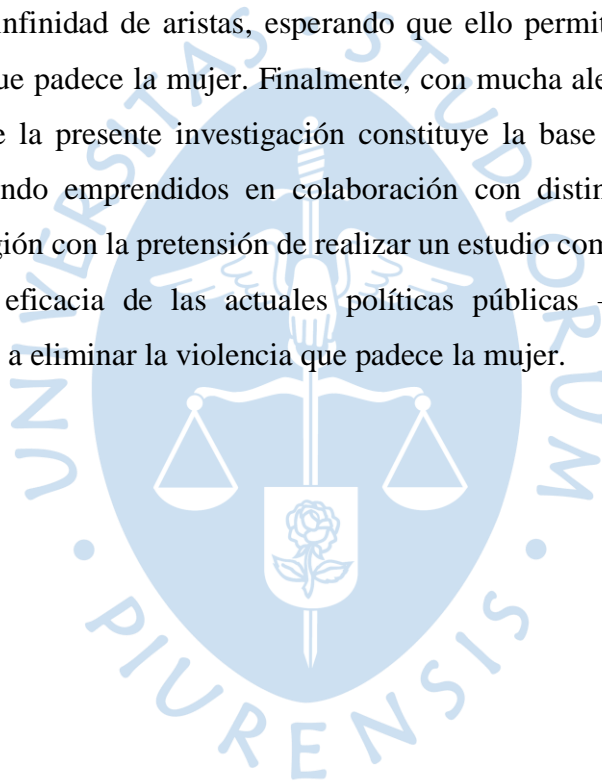 infinidad de aristas, esperando que ello permit
ue padece la mujer. Finalmente, con mucha ale
e la presente investigación constituye la base
ndo emprendidos en colaboración con distin
gión con la pretensión de realizar un estudio com
eficacia de las actuales políticas públicas –
a eliminar la violencia que padece la mujer.
UNIVERSITAS • STUDIORUM • PIURENSIS •